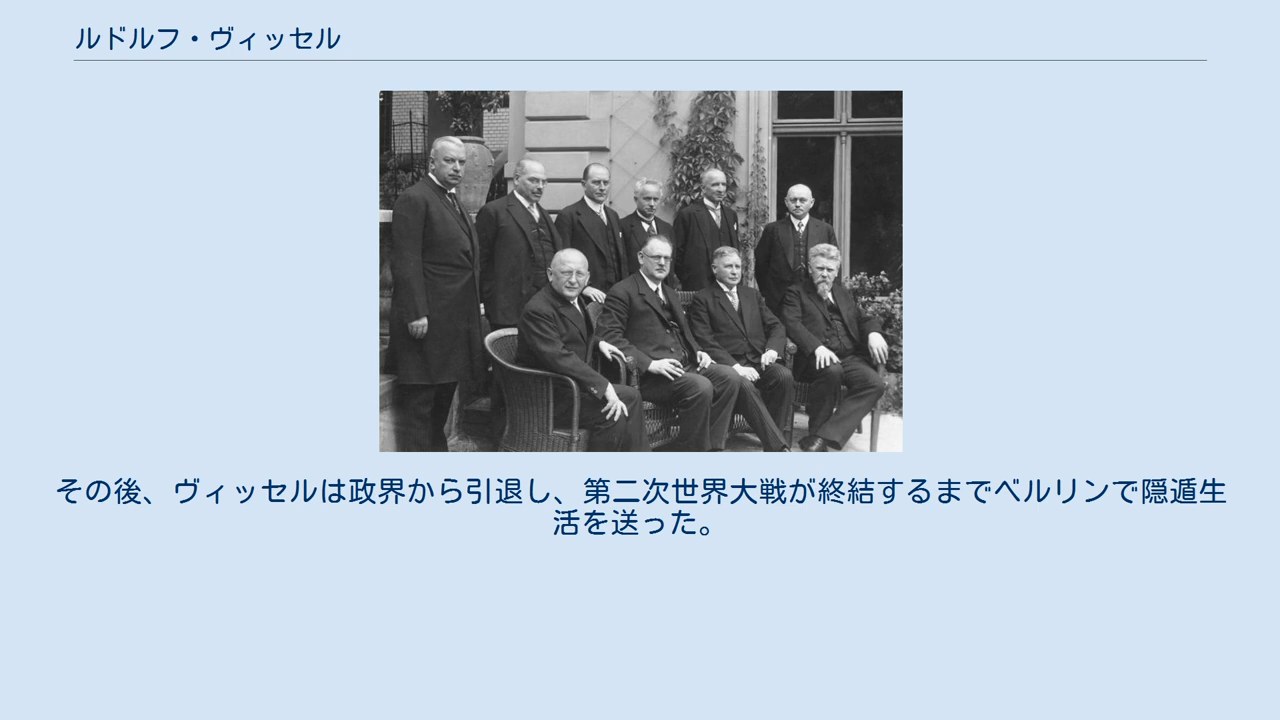 ルドルフ・ヴィッセル
その後、ヴィッセルは政界から引退し、第二次世界大戦が終結するまでベルリンで隠遁生
活を送った。